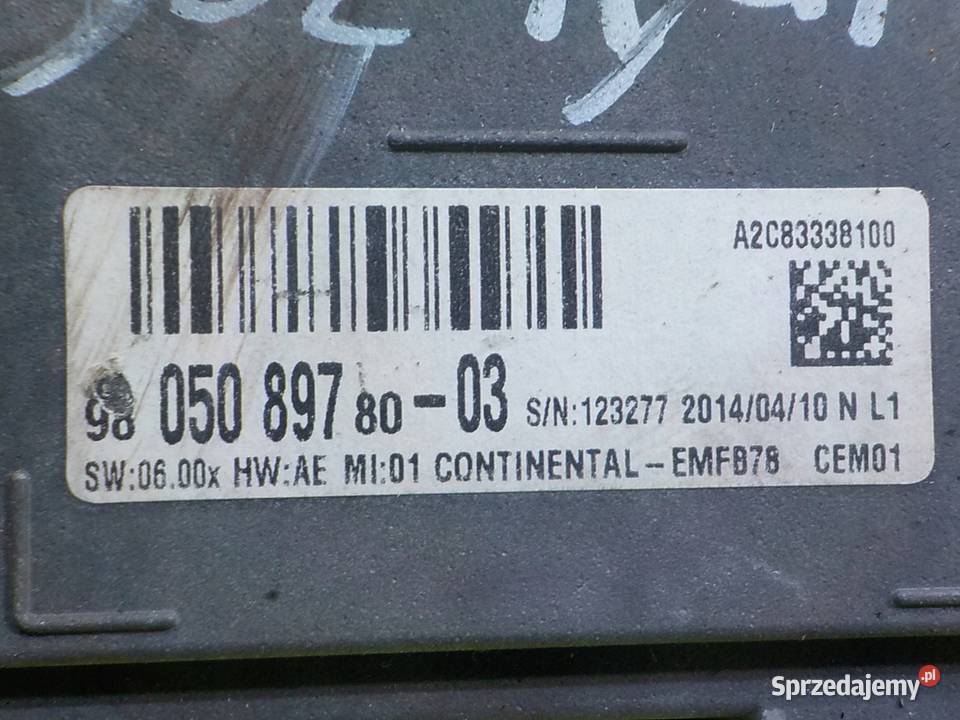 A2C83338100
98 050 897 80-03 S/N:123277 2014/04/10 N L1
SW:06.00x HW:AE MI:01 CONTINENTAL-EMFB78 CEM01
Sprzedajemy.pl